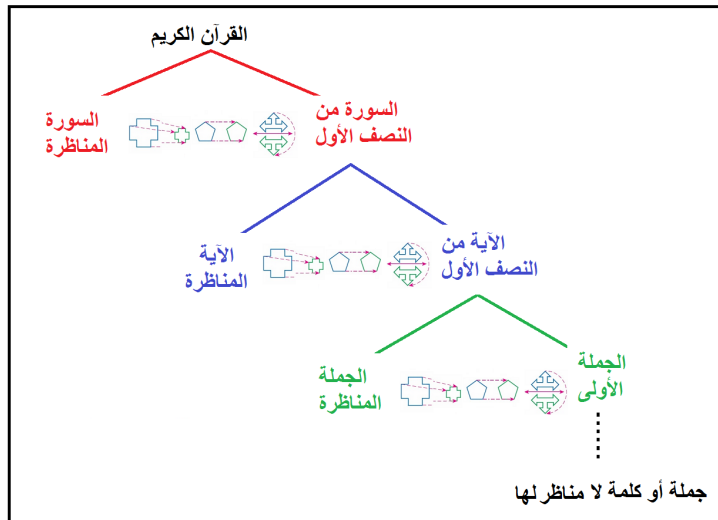 القرآن الكريم
السورة من
النصف الأول
السورة
المناظرة
الآية من
النصف الأول
الآية
المناظرة
الجملة
الأولى
الجملة
المناظرة
جملة أو كلمة لا مناظر لها